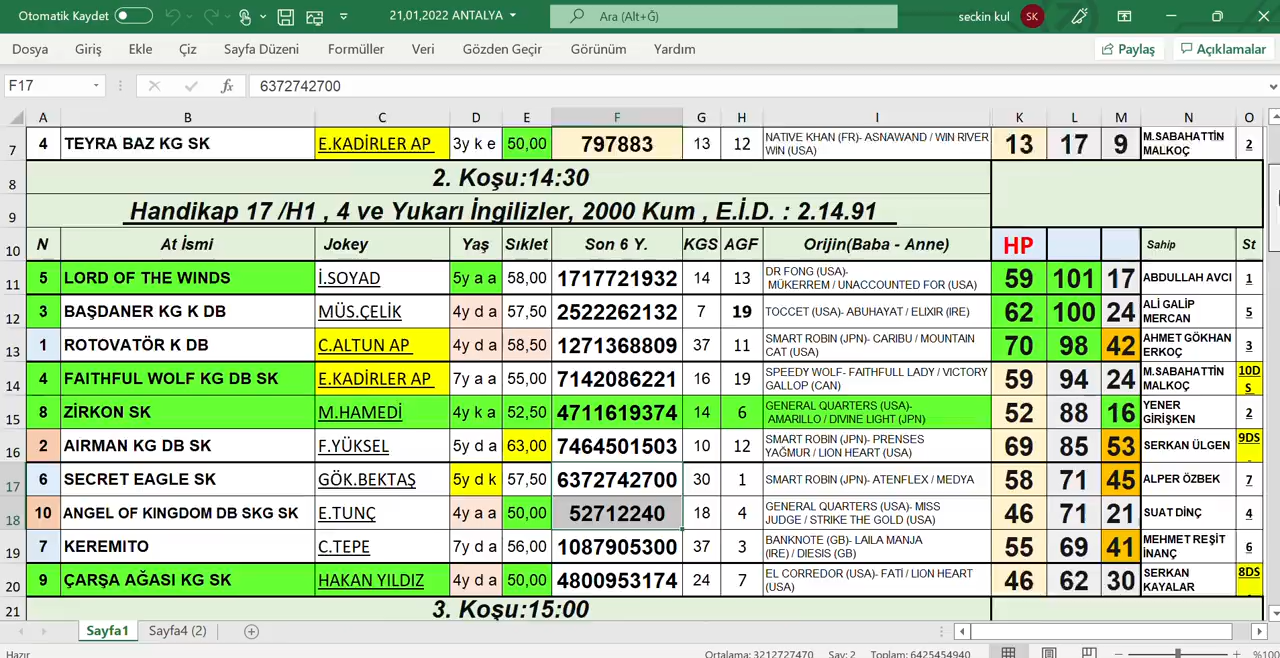 Otomatik Kaydet
21,01,2022 ANTALYA
Ara (Alt+Ğ)
seckin kul
SK
Dosya Giriş Ekle Çiz Sayfa Düzeni Formüller Veri Gözden Geçir Görünüm Yardım
Paylaş Açıklamalar
F17 fx 6372742700
A B C D E F G H I K L M N O
7 4 TEYRA BAZ KG SK E.KADİRLER AP 3y k e 50,00 797883 13 12 NATIVE KHAN (FR)- ASNAWAND / WIN RIVER WIN (USA) 13 17 9 M.SABAHATTİN MALKOÇ 2
8 2. Koşu:14:30
9 Handikap 17 /H1 , 4 ve Yukarı İngilizler, 2000 Kum , E.İ.D. : 2.14.91
10 N At İsmi Jokey Yaş Sıklet Son 6 Y. KGS AGF Orijin(Baba - Anne) HP Sahip St
11 5 LORD OF THE WINDS İ.SOYAD 5y a a 58,00 1717721932 14 13 DR FONG (USA)- MÜKERREM / UNACCOUNTED FOR (USA) 59 101 17 ABDULLAH AVCI 1
12 3 BAŞDANER KG K DB MÜS.ÇELİK 4y d a 57,50 2522262132 7 19 TOCCET (USA)- ABUHAYAT / ELIXIR (IRE) 62 100 24 ALİ GALİP MERCAN 5
13 1 ROTOVATÖR K DB C.ALTUN AP 4y d a 58,50 1271368809 37 11 SMART ROBIN (JPN)- CARIBU / MOUNTAIN CAT (USA) 70 98 42 AHMET GÖKHAN ERKOÇ 3
14 4 FAITHFUL WOLF KG DB SK E.KADİRLER AP 7y a a 55,00 7142086221 16 19 SPEEDY WOLF- FAITHFULL LADY / VICTORY GALLOP (CAN) 59 94 24 M.SABAHATTİN MALKOÇ 10D S
15 8 ZİRKON SK M.HAMEDİ 4y k a 52,50 4711619374 14 6 GENERAL QUARTERS (USA)- AMARILLO / DIVINE LIGHT (JPN) 52 88 16 YENER GİRİŞKEN 2
16 2 AIRMAN KG DB SK F.YÜKSEL 5y d a 63,00 7464501503 10 12 SMART ROBIN (JPN)- PRENSES YAĞMUR / LION HEART (USA) 69 85 53 SERKAN ÜLGEN 9DS
17 6 SECRET EAGLE SK GÖK.BEKTAŞ 5y d k 57,50 6372742700 30 1 SMART ROBIN (JPN)- ATENFLEX / MEDYA 58 71 45 ALPER ÖZBEK 7
18 10 ANGEL OF KINGDOM DB SKG SK E.TUNÇ 4y a a 50,00 52712240 18 4 GENERAL QUARTERS (USA)- MISS JUDGE / STRIKE THE GOLD (USA) 46 71 21 SUAT DİNÇ 4
19 7 KEREMITO C.TEPE 7y d a 56,00 1087905300 37 3 BANKNOTE (GB)- LAILA MANJA (IRE) / DIESIS (GB) 55 69 41 MEHMET REŞİT İNANÇ 6
20 9 ÇARŞA AĞASI KG SK HAKAN YILDIZ 4y d a 50,00 4800953174 24 7 EL CORREDOR (USA)- FATİ / LION HEART (USA) 46 62 30 SERKAN KAYALAR 8DS
21 3. Koşu:15:00
Sayfa1 Sayfa4 (2)
Hazır Ortalama: 3212727470 Say: 2 Toplam: 6425454940 %100